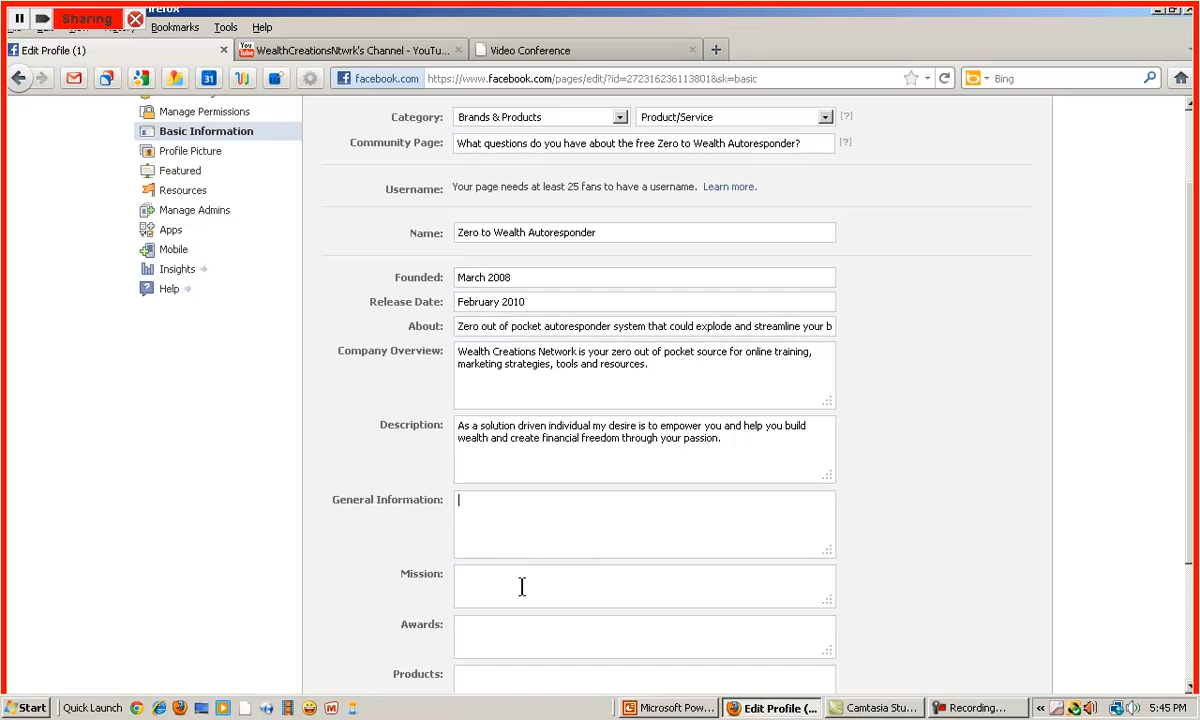 Sharing
Firefox
Bookmarks Tools Help
Edit Profile (1)
WealthCreationsNtwrk's Channel - YouTu...
Video Conference
facebook.com
https://www.facebook.com/pages/edit/?id=272316236113801&sk=basic
Bing
Manage Permissions
Basic Information
Profile Picture
Featured
Resources
Manage Admins
Apps
Mobile
Insights
Help
Category: Brands & Products Product/Service [?]
Community Page: What questions do you have about the free Zero to Wealth Autoresponder? [?]
Username: Your page needs at least 25 fans to have a username. Learn more.
Name: Zero to Wealth Autoresponder
Founded: March 2008
Release Date: February 2010
About: Zero out of pocket autoresponder system that could explode and streamline your b
Company Overview: Wealth Creations Network is your zero out of pocket source for online training,
marketing strategies, tools and resources.
Description: As a solution driven individual my desire is to empower you and help you build
wealth and create financial freedom through your passion.
General Information:
Mission:
Awards:
Products:
Start Quick Launch Microsoft Pow... Edit Profile (... Camtasia Stu... Recording... « 5:45 PM